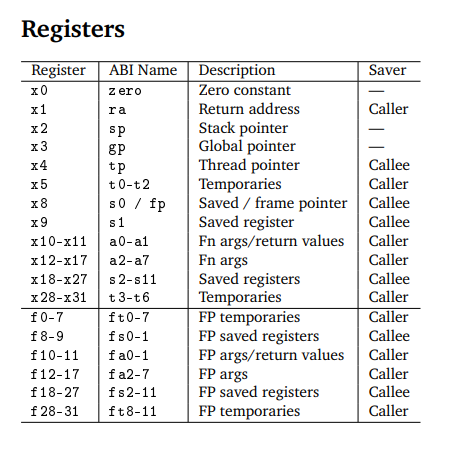 Registers
Register ABI Name Description Saver
x0 zero Zero constant —
x1 ra Return address Caller
x2 sp Stack pointer —
x3 gp Global pointer —
x4 tp Thread pointer Callee
x5 t0-t2 Temporaries Caller
x8 s0 / fp Saved / frame pointer Callee
x9 s1 Saved register Callee
x10-x11 a0-a1 Fn args/return values Caller
x12-x17 a2-a7 Fn args Caller
x18-x27 s2-s11 Saved registers Callee
x28-x31 t3-t6 Temporaries Caller
f0-7 ft0-7 FP temporaries Caller
f8-9 fs0-1 FP saved registers Callee
f10-11 fa0-1 FP args/return values Caller
f12-17 fa2-7 FP args Caller
f18-27 fs2-11 FP saved registers Callee
f28-31 ft8-11 FP temporaries Caller